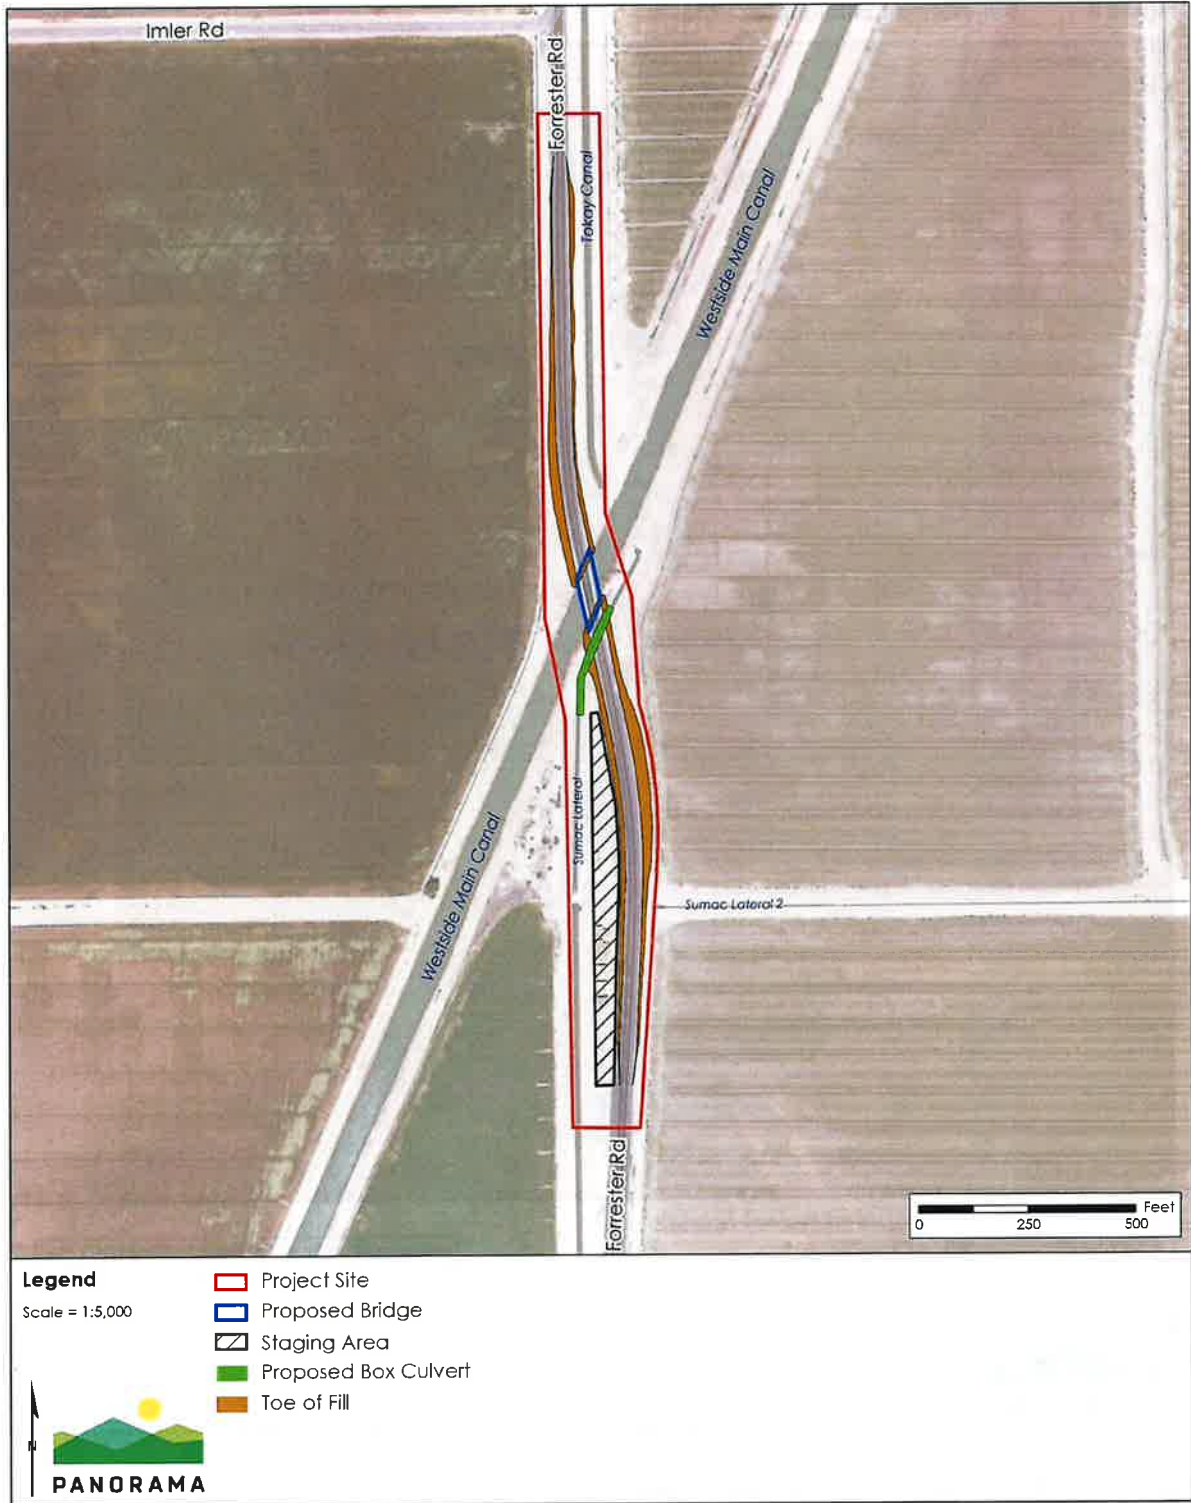 Imler Rd
Forrester Rd
Tokay Canal
Westside Main Canal
Sumac Lateral
Westside Main Canal
Sumac Lateral 2
Forrester Rd
Feet
0 250 500
Legend
Scale = 1:5,000
Project Site
Proposed Bridge
Staging Area
Proposed Box Culvert
Toe of Fill
N
PANORAMA